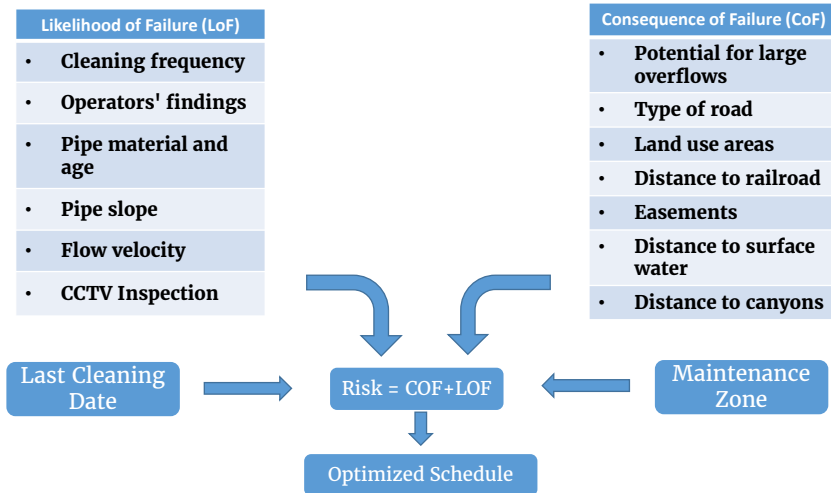 Likelihood of Failure (LoF)
• Cleaning frequency
• Operators' findings
• Pipe material and
age
• Pipe slope
• Flow velocity
• CCTV Inspection
Consequence of Failure (CoF)
• Potential for large
overflows
• Type of road
• Land use areas
• Distance to railroad
• Easements
• Distance to surface
water
• Distance to canyons
Last Cleaning
Date
Risk = COF+LOF
Maintenance
Zone
Optimized Schedule